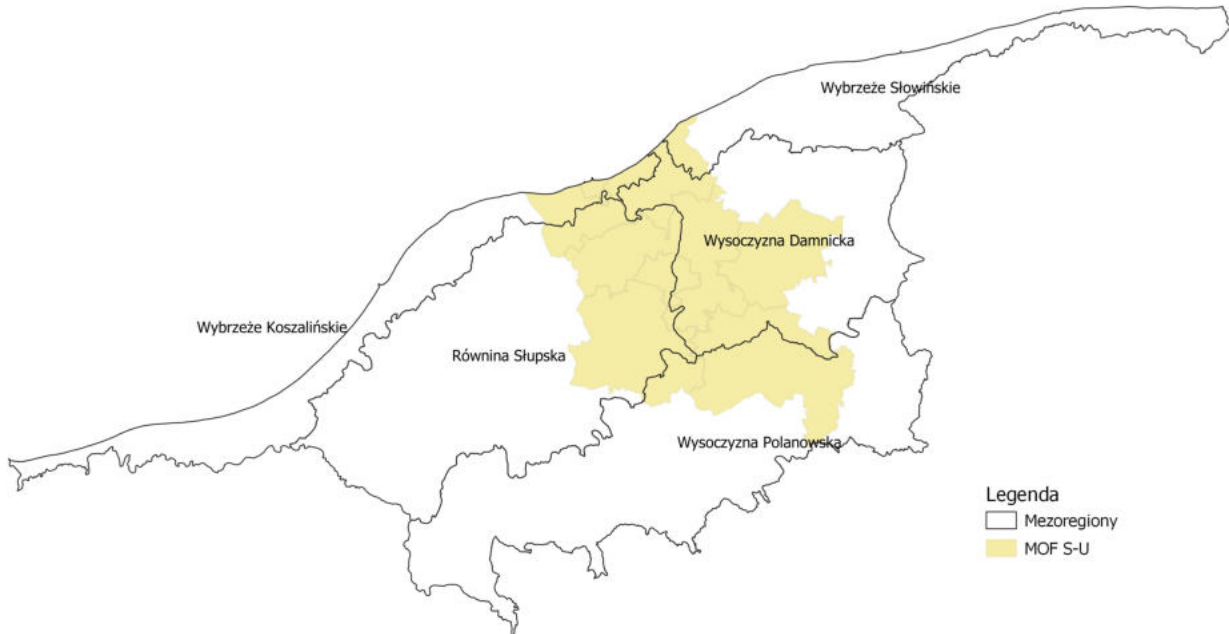 Wybrzeże Słowińskie
Wysoczyzna Damnicka
Wybrzeże Koszalińskie
Równina Słupska
Wysoczyzna Polanowska
Legenda
Mezoregiony
MOF S-U